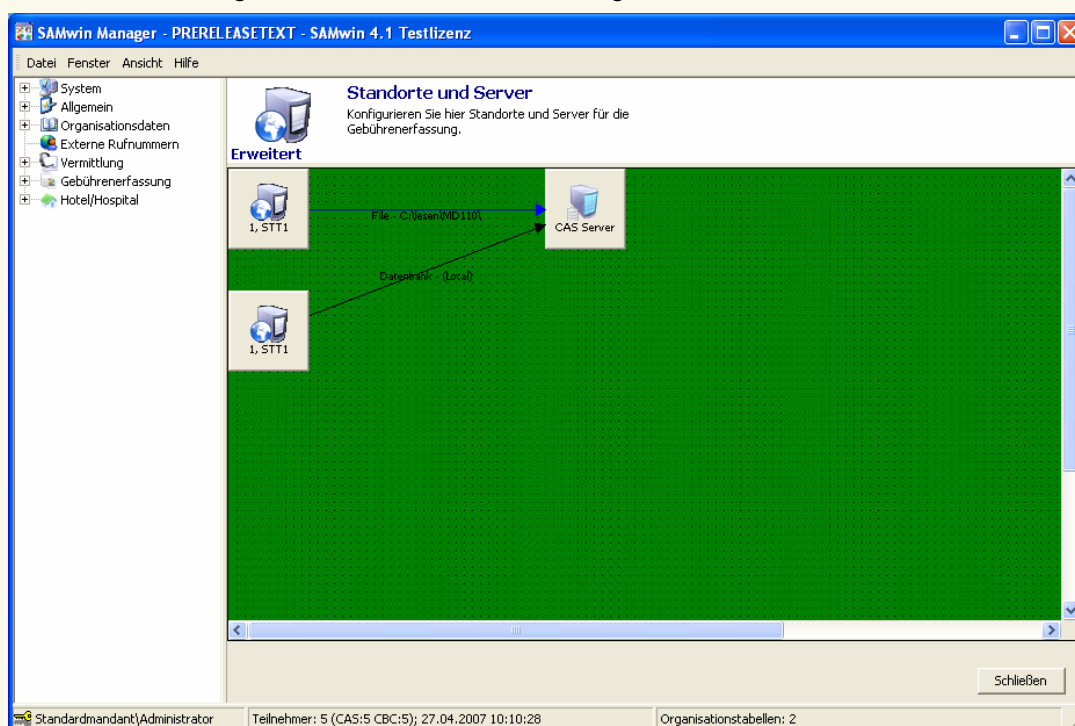 SAMwin Manager - PRERELEASETEXT - SAMwin 4.1 Testlizenz
Datei Fenster Ansicht Hilfe
System
Allgemein
Organisationsdaten
Externe Rufnummern
Vermittlung
Gebührenerfassung
Hotel/Hospital
Standorte und Server
Konfigurieren Sie hier Standorte und Server für die
Gebührenerfassung.
Erweitert
1, STT1
File - C:\lesen\MD110\
CAS Server
Datenbank - (Local)
1, STT1
Schließen
Standardmandant\Administrator
Teilnehmer: 5 (CAS:5 CBC:5); 27.04.2007 10:10:28
Organisationstabellen: 2